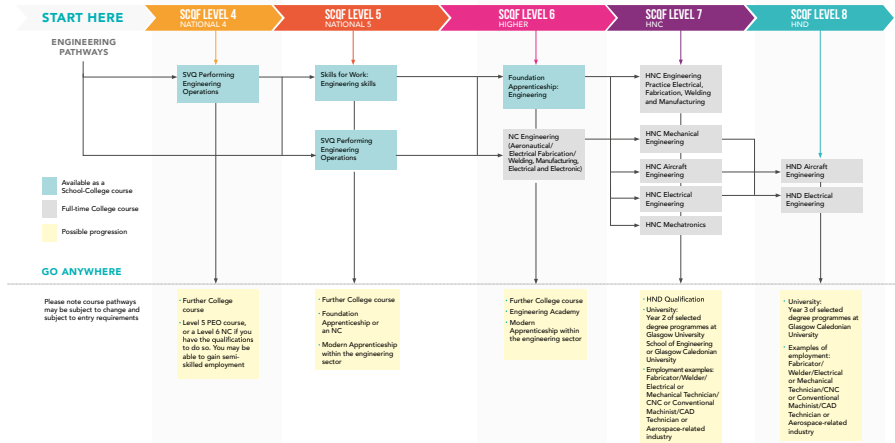 START HERE
SCQF LEVEL 4
NATIONAL 4
SCQF LEVEL 5
NATIONAL 5
SCQF LEVEL 6
HIGHER
SCQF LEVEL 7
HNC
SCQF LEVEL 8
HND
ENGINEERING
PATHWAYS
SVQ Performing
Engineering
Operations
Skills for Work:
Engineering skills
Foundation
Apprenticeship:
Engineering
HNC Engineering
Practice Electrical,
Fabrication, Welding
and Manufacturing
SVQ Performing
Engineering
Operations
NC Engineering
(Aeronautical/
Electrical Fabrication/
Welding, Manufacturing,
Electrical and Electronic)
HNC Mechanical
Engineering
HNC Aircraft
Engineering
HNC Electrical
Engineering
HNC Mechatronics
HND Aircraft
Engineering
HND Electrical
Engineering
Available as a
School-College course
Full-time College course
Possible progression
GO ANYWHERE
Please note course pathways
may be subject to change and
subject to entry requirements
· Further College
course
· Level 5 PEO course,
or a Level 6 NC if you
have the qualifications
to do so. You may be
able to gain semi-
skilled employment
· Further College course
· Foundation
Apprenticeship or
an NC
· Modern Apprenticeship
within the engineering
sector
· Further College course
· Engineering Academy
· Modern
Apprenticeship within
the engineering sector
· HND Qualification
· University:
Year 2 of selected
degree programmes at
Glasgow University
School of Engineering
or Glasgow Caledonian
University
· Employment examples:
Fabricator/Welder/
Electrical or
Mechanical Technician/
CNC or Conventional
Machinist/CAD
Technician or
Aerospace-related
industry
· University:
Year 3 of selected
degree programmes at
Glasgow Caledonian
University
· Examples of
employment:
Fabricator/
Welder/Electrical
or Mechanical
Technician/CNC
or Conventional
Machinist/CAD
Technician or
Aerospace-related
industry